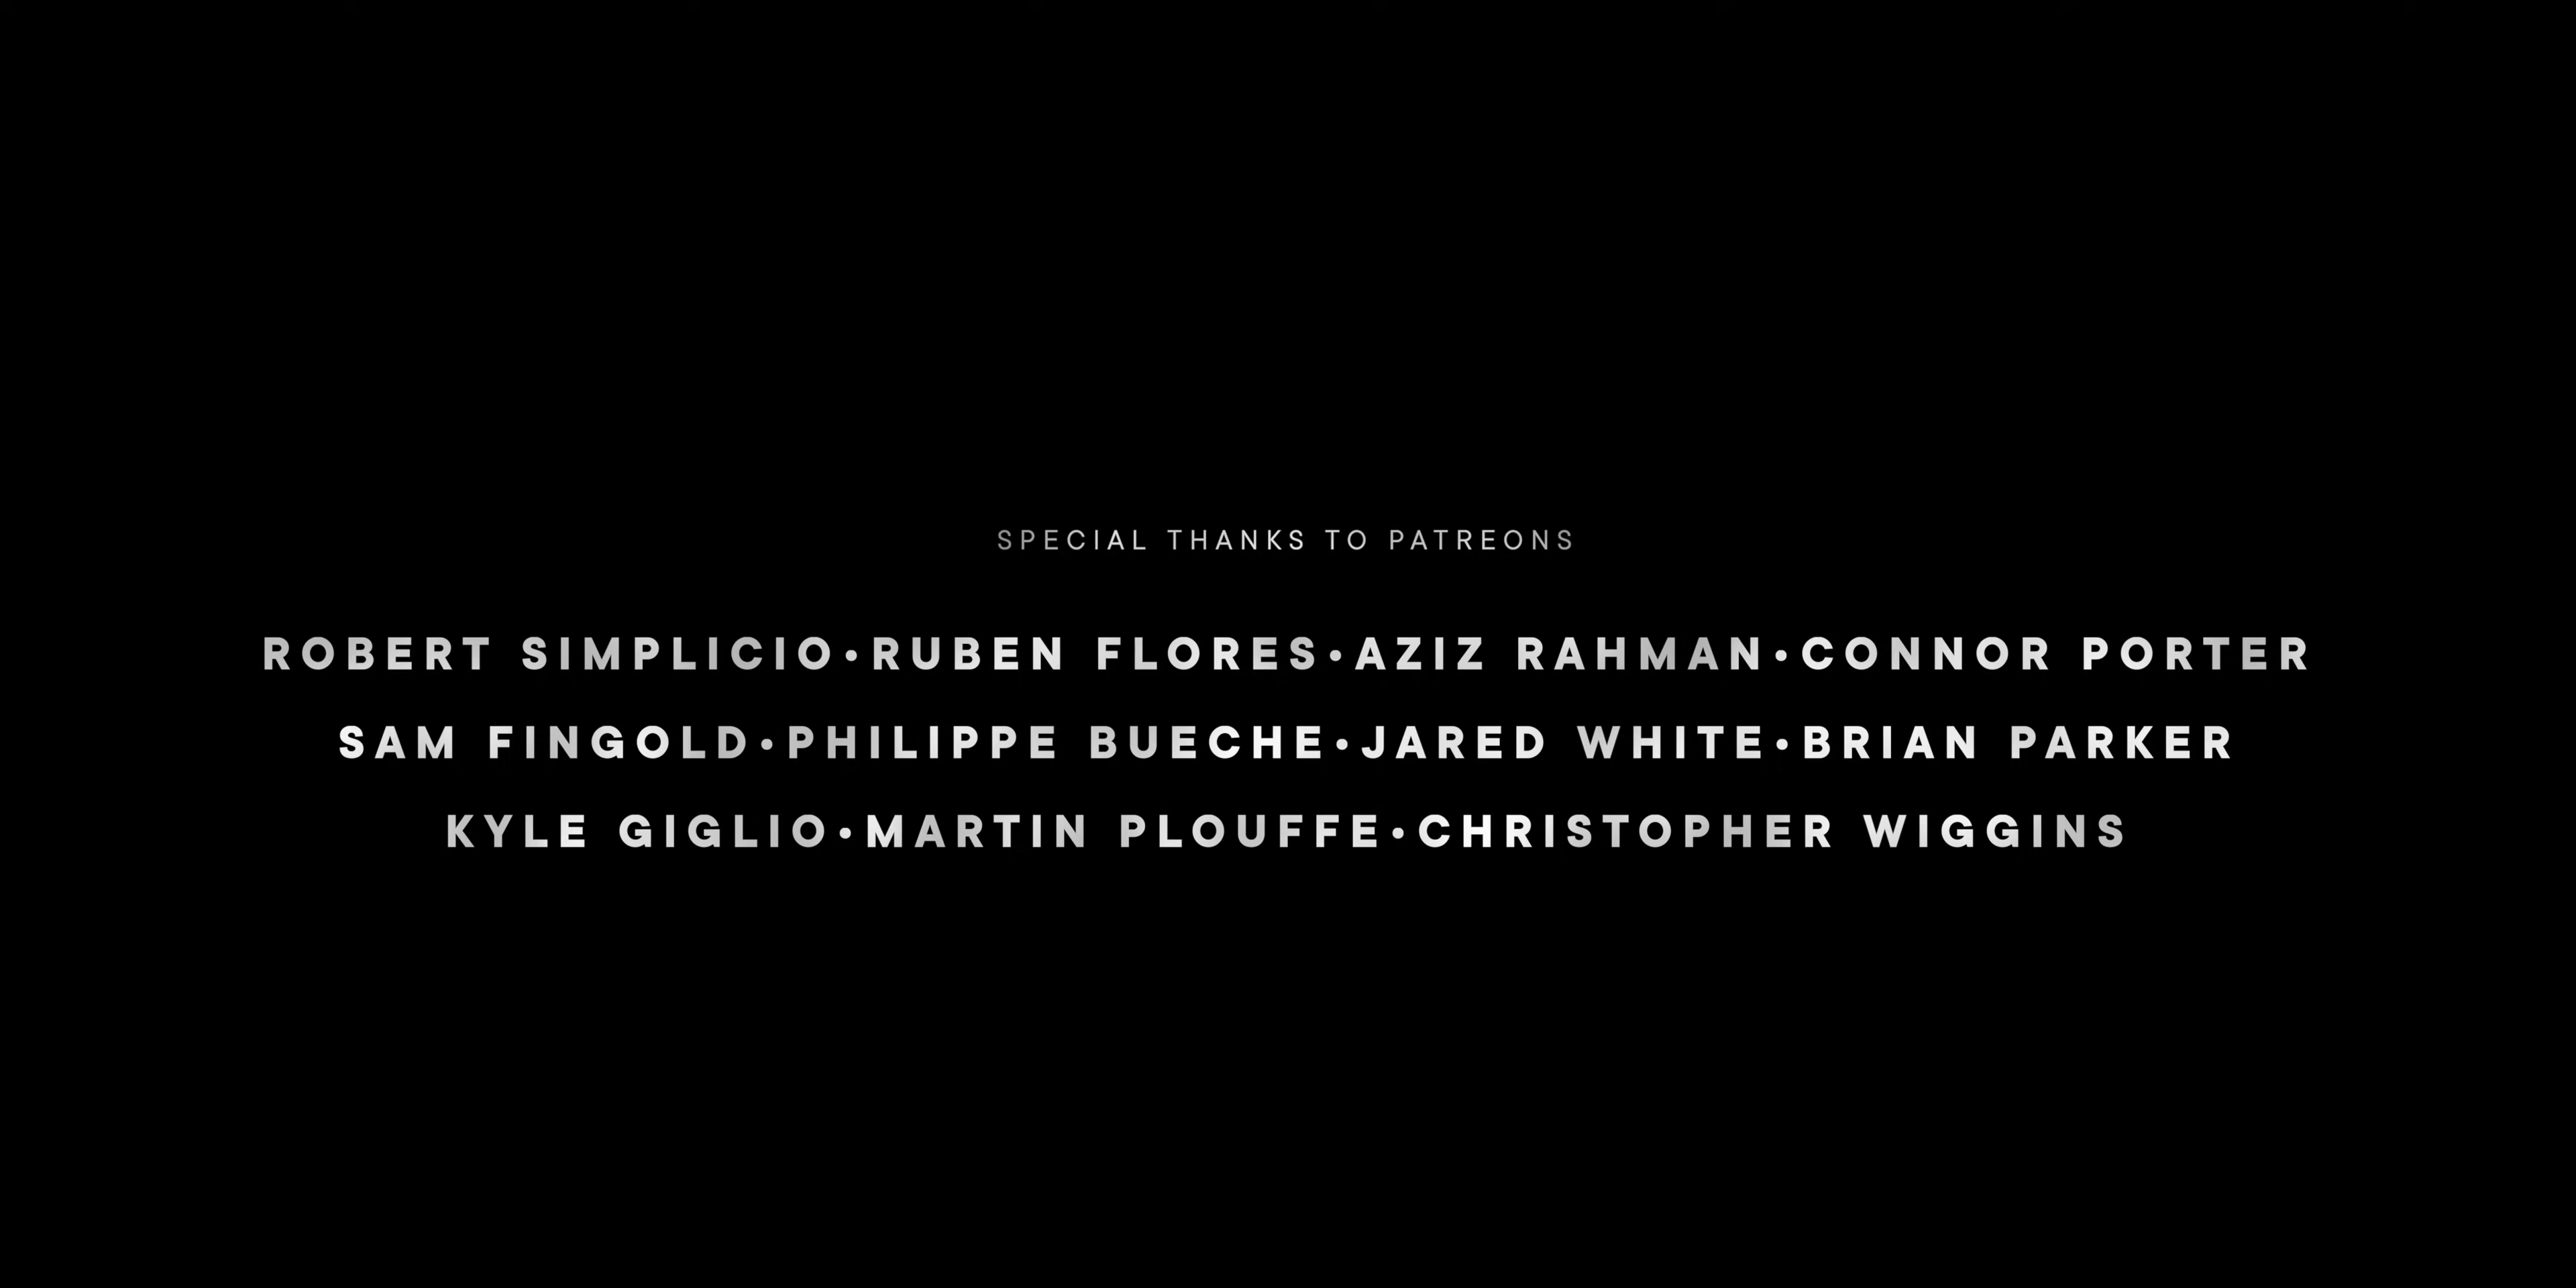 SPECIAL THANKS TO PATREONS
ROBERT SIMPLICIO•RUBEN FLORES•AZIZ RAHMAN•CONNOR PORTER
SAM FINGOLD•PHILIPPE BUECHE•JARED WHITE•BRIAN PARKER
KYLE GIGLIO•MARTIN PLOUFFE•CHRISTOPHER WIGGINS